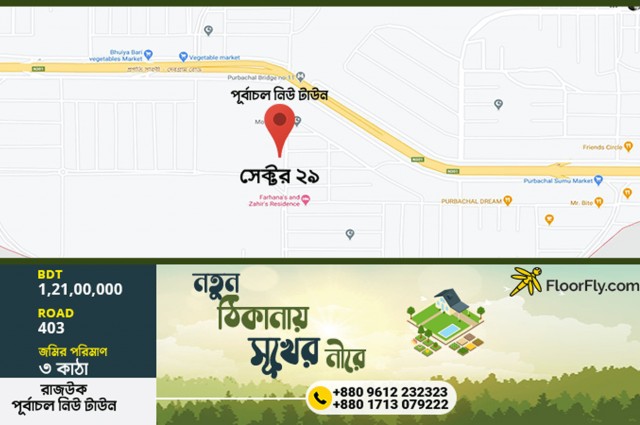 Bhuiya Bari
vegetables Market
Vegetable market
Purbachal Bridge no 11
পূর্বাচল নিউ টাউন
সেক্টর ২৯
Farhana's and
Zahir's Residence
Friends Circle
Purbachal Sumu Market
PURBACHAL DREAM
Mr. Bite
BDT
1,21,00,000
ROAD
403
জমির পরিমাণ
৩ কাঠা
রাজউক
পূর্বাচল নিউ টাউন
নতুন
ঠিকানায়
সুখের নীরে
FloorFly.com
+880 9612 232323
+880 1713 079222